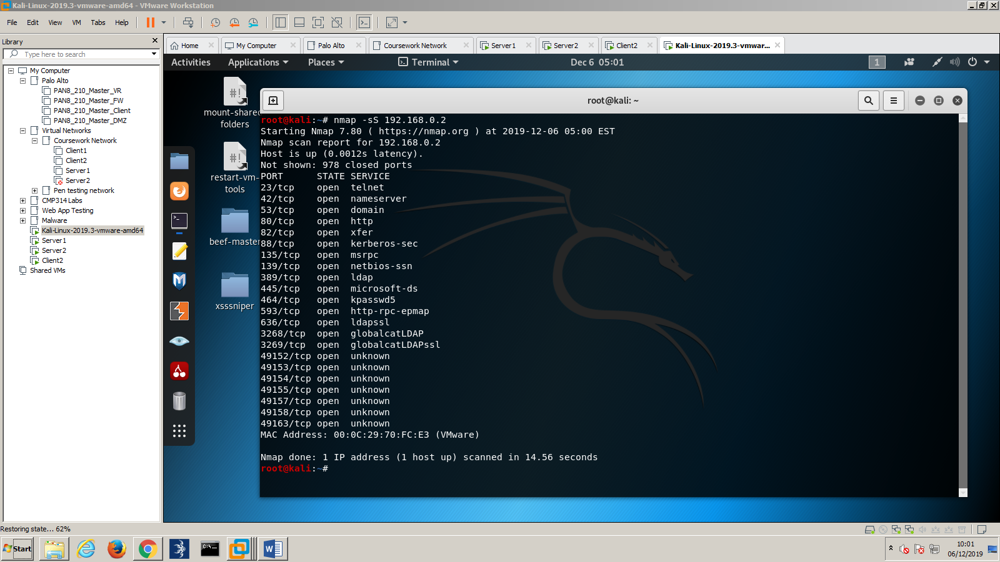 Kali-Linux-2019.3-vmware-amd64 - VMware Workstation
File Edit View VM Tabs Help
Library
Type here to search
My Computer
Palo Alto
PAN8_210_Master_VR
PAN8_210_Master_FW
PAN8_210_Master_Client
PAN8_210_Master_DMZ
Virtual Networks
Coursework Network
Client1
Client2
Server1
Server2
Pen testing network
CMP314 Labs
Web App Testing
Malware
Kali-Linux-2019.3-vmware-amd64
Server1
Server2
Client2
Shared VMs
Home My Computer Palo Alto Coursework Network Server1 Server2 Client2 Kali-Linux-2019.3-vmwar...
Activities Applications Places Terminal Dec 6 05:01 1
mount-shared-folders
restart-vm-tools
beef-master
xsssniper
root@kali: ~
root@kali:~# nmap -sS 192.168.0.2
Starting Nmap 7.80 ( https://nmap.org ) at 2019-12-06 05:00 EST
Nmap scan report for 192.168.0.2
Host is up (0.0012s latency).
Not shown: 978 closed ports
PORT STATE SERVICE
23/tcp open telnet
42/tcp open nameserver
53/tcp open domain
80/tcp open http
82/tcp open xfer
88/tcp open kerberos-sec
135/tcp open msrpc
139/tcp open netbios-ssn
389/tcp open ldap
445/tcp open microsoft-ds
464/tcp open kpasswd5
593/tcp open http-rpc-epmap
636/tcp open ldapssl
3268/tcp open globalcatLDAP
3269/tcp open globalcatLDAPssl
49152/tcp open unknown
49153/tcp open unknown
49154/tcp open unknown
49155/tcp open unknown
49157/tcp open unknown
49158/tcp open unknown
49163/tcp open unknown
MAC Address: 00:0C:29:70:FC:E3 (VMware)
Nmap done: 1 IP address (1 host up) scanned in 14.56 seconds
root@kali:~#
Restoring state... 62%
Start
10:01
06/12/2019